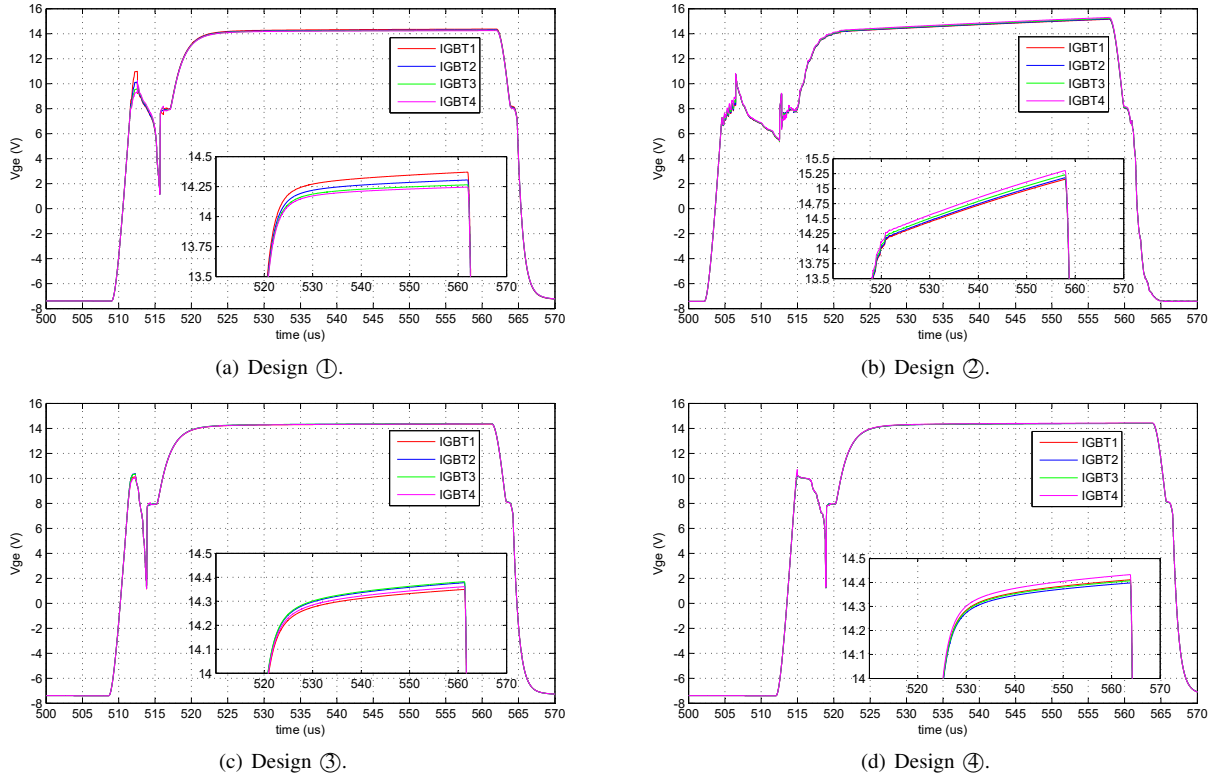 16
14
12
10
8
6
4
2
0
-2
-4
-6
-8
Vge (V)
IGBT1
IGBT2
IGBT3
IGBT4
14.5
14.25
14
13.75
13.5
520 530 540 550 560 570
500 505 510 515 520 525 530 535 540 545 550 555 560 565 570
time (us)
(a) Design ①.
16
14
12
10
8
6
4
2
0
-2
-4
-6
-8
Vge (V)
IGBT1
IGBT2
IGBT3
IGBT4
15.5
15.25
15
14.75
14.5
14.25
14
13.75
13.5
520 530 540 550 560 570
500 505 510 515 520 525 530 535 540 545 550 555 560 565 570
time (us)
(b) Design ②.
16
14
12
10
8
6
4
2
0
-2
-4
-6
-8
Vge (V)
IGBT1
IGBT2
IGBT3
IGBT4
14.5
14.4
14.3
14.2
14.1
14
520 530 540 550 560 570
500 505 510 515 520 525 530 535 540 545 550 555 560 565 570
time (us)
(c) Design ③.
16
14
12
10
8
6
4
2
0
-2
-4
-6
-8
Vge (V)
IGBT1
IGBT2
IGBT3
IGBT4
14.5
14.4
14.3
14.2
14.1
14
520 530 540 550 560 570
500 505 510 515 520 525 530 535 540 545 550 555 560 565 570
time (us)
(d) Design ④.